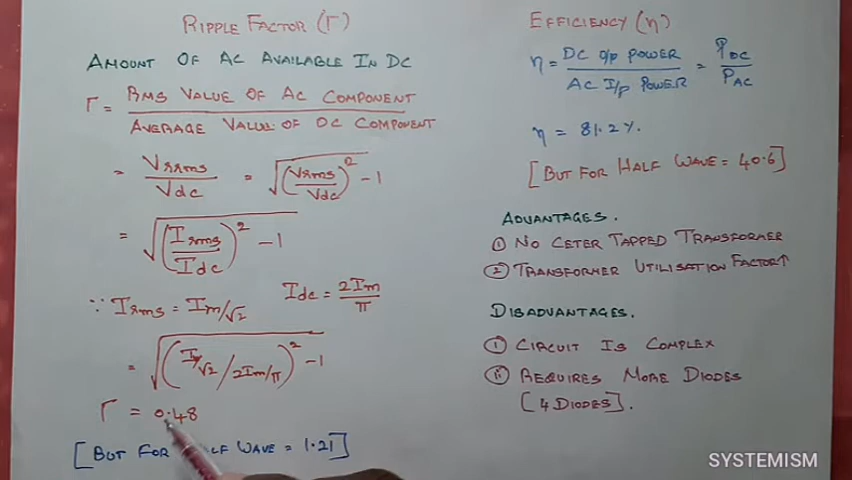 RIPPLE FACTOR (Γ)
AMOUNT OF AC AVAILABLE IN DC
Γ = RMS VALUE OF AC COMPONENT / AVERAGE VALUE OF DC COMPONENT
= Vrrms / Vdc = √(Vrms/Vdc)² - 1
= √(Irms/Idc)² - 1
∵ Irms = Im/√2 Idc = 2Im/π
= √(I/√2 / 2Im/π)² - 1
Γ = 0.48
[BUT FOR WAVE = 1.21]
EFFICIENCY (η)
η = DC O/p POWER / AC I/p POWER = PDC / PAC
η = 81.2%.
[BUT FOR HALF WAVE = 40.6]
ADVANTAGES.
① NO CETER TAPPED TRANSFORMER
② TRANSFORMER UTILISATION FACTOR↑
DISADVANTAGES.
① CIRCUIT IS COMPLEX
② REQUIRES MORE DIODES
[4 DIODES].
SYSTEMISM